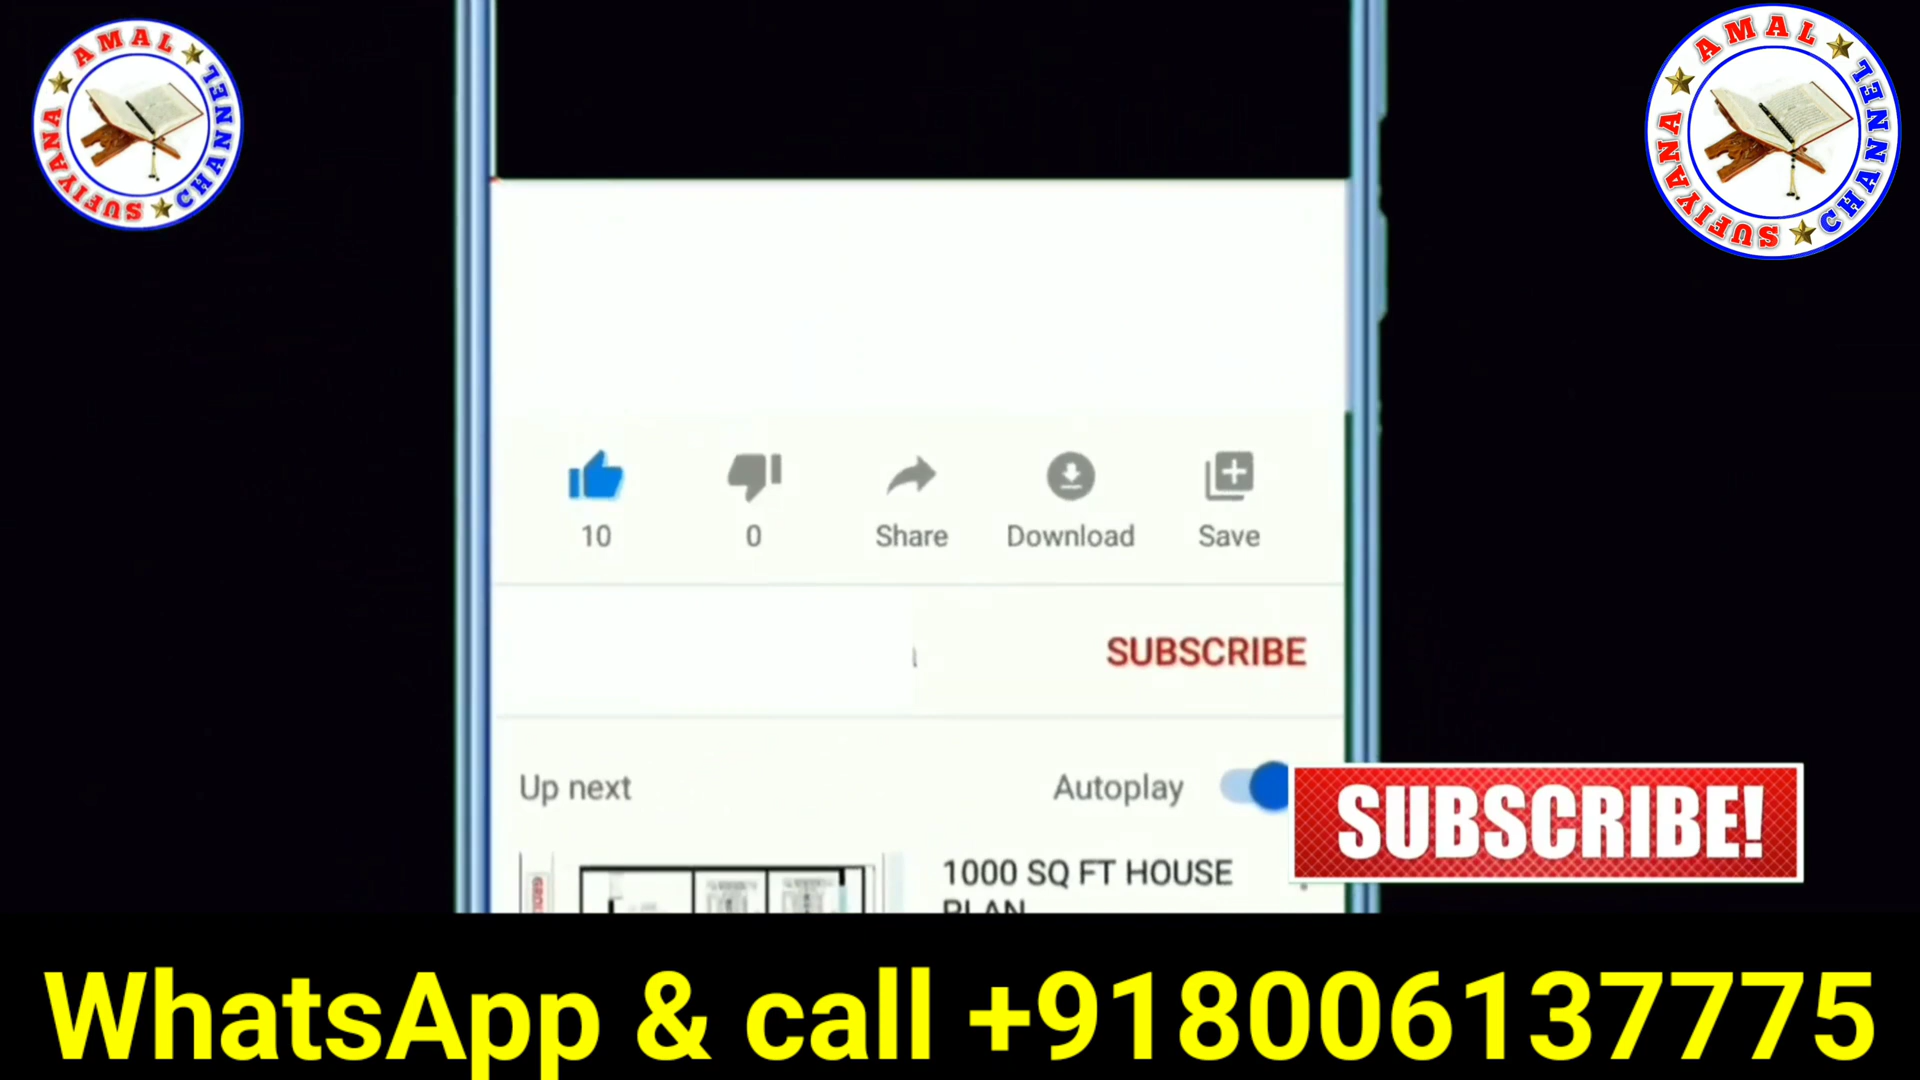 SUFIYANA AMAL CHANNEL
SUFIYANA AMAL CHANNEL
10
0
Share
Download
Save
SUBSCRIBE
Up next
Autoplay
SUBSCRIBE!
1000 SQ FT HOUSE
PLAN
WhatsApp & call +918006137775